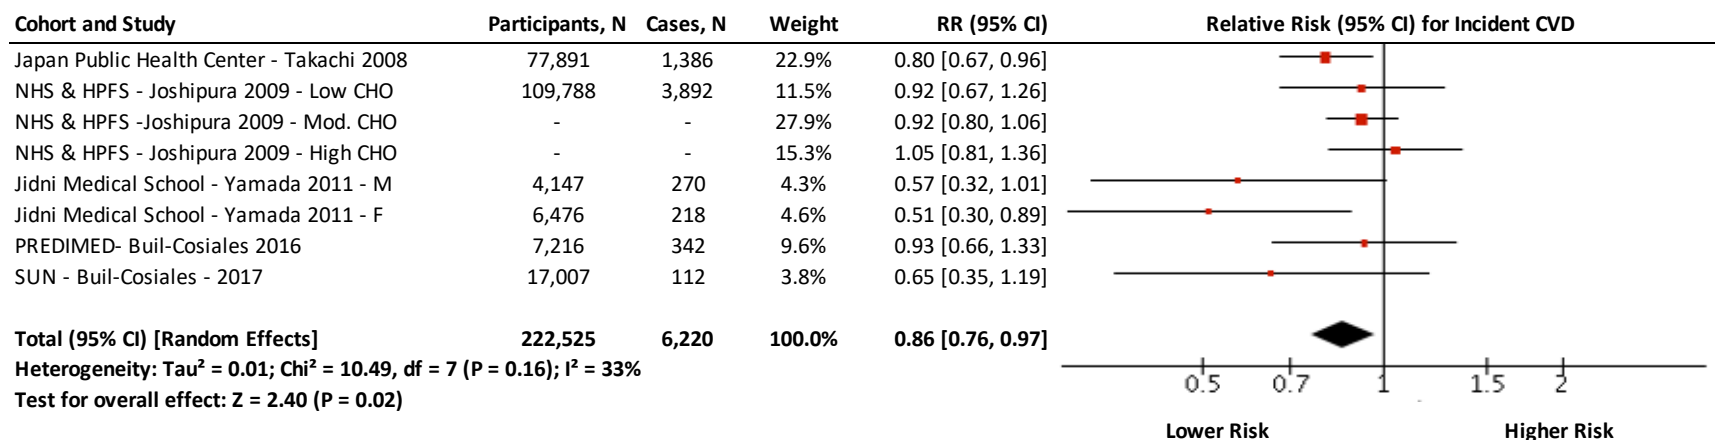 Cohort and Study Participants, N Cases, N Weight RR (95% CI) Relative Risk (95% CI) for Incident CVD
Japan Public Health Center - Takachi 2008 77,891 1,386 22.9% 0.80 [0.67, 0.96]
NHS & HPFS - Joshipura 2009 - Low CHO 109,788 3,892 11.5% 0.92 [0.67, 1.26]
NHS & HPFS -Joshipura 2009 - Mod. CHO - - 27.9% 0.92 [0.80, 1.06]
NHS & HPFS - Joshipura 2009 - High CHO - - 15.3% 1.05 [0.81, 1.36]
Jidni Medical School - Yamada 2011 - M 4,147 270 4.3% 0.57 [0.32, 1.01]
Jidni Medical School - Yamada 2011 - F 6,476 218 4.6% 0.51 [0.30, 0.89]
PREDIMED- Buil-Cosiales 2016 7,216 342 9.6% 0.93 [0.66, 1.33]
SUN - Buil-Cosiales - 2017 17,007 112 3.8% 0.65 [0.35, 1.19]
Total (95% CI) [Random Effects] 222,525 6,220 100.0% 0.86 [0.76, 0.97]
Heterogeneity: Tau² = 0.01; Chi² = 10.49, df = 7 (P = 0.16); I² = 33%
0.5 0.7 1 1.5 2
Test for overall effect: Z = 2.40 (P = 0.02)
Lower Risk Higher Risk